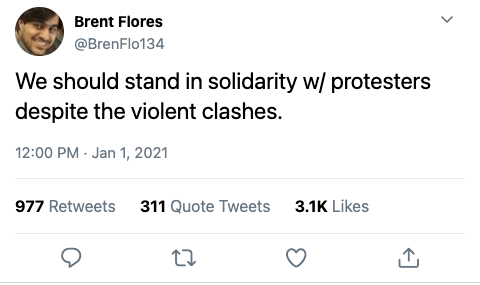 Brent Flores
@BrenFlo134
We should stand in solidarity w/ protesters
despite the violent clashes.
12:00 PM · Jan 1, 2021
977 Retweets 311 Quote Tweets 3.1K Likes